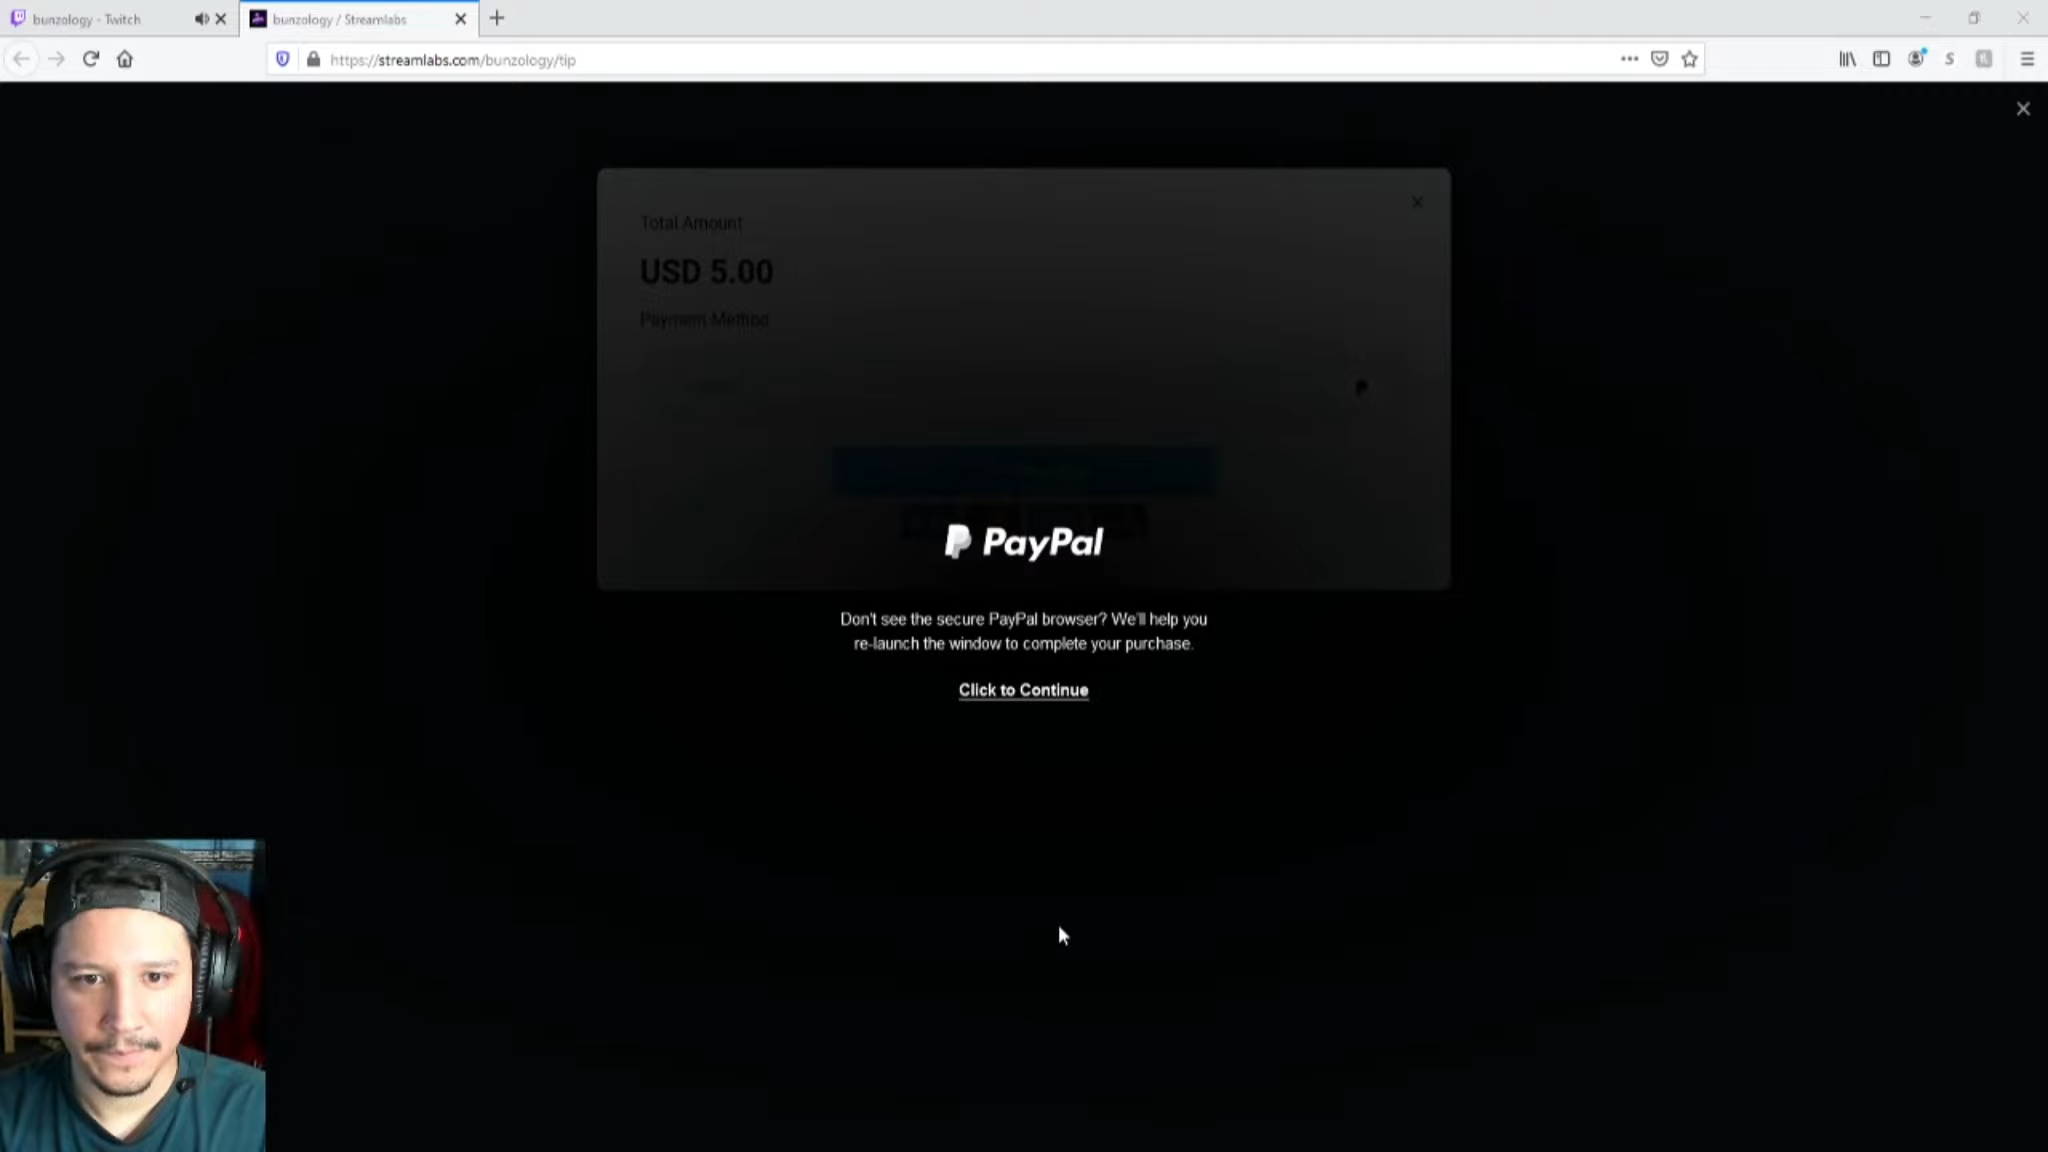 bunzology - Twitch
bunzology / Streamlabs
https://streamlabs.com/bunzology/tip
Total Amount
USD 5.00
Payment Method
PayPal
Don't see the secure PayPal browser? We'll help you
re-launch the window to complete your purchase.
Click to Continue